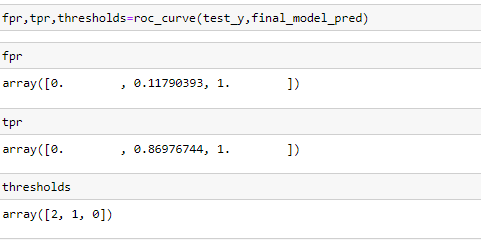 fpr,tpr,thresholds=roc_curve(test_y,final_model_pred)
fpr
array([0.        , 0.11790393, 1.        ])
tpr
array([0.        , 0.86976744, 1.        ])
thresholds
array([2, 1, 0])